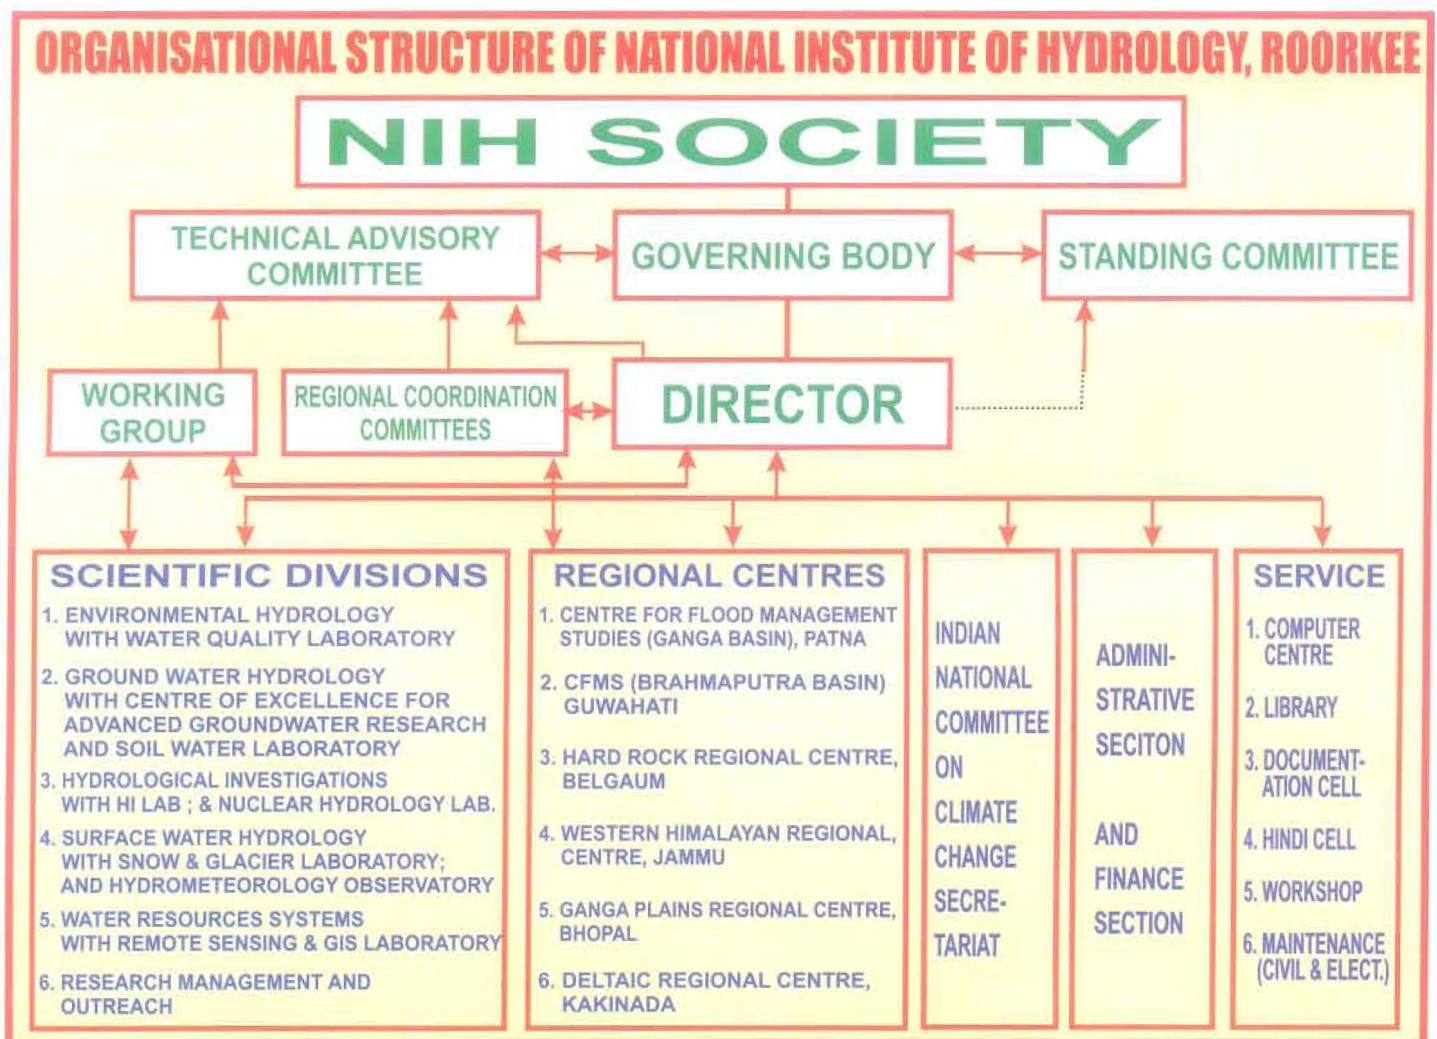 ORGANISATIONAL STRUCTURE OF NATIONAL INSTITUTE OF HYDROLOGY, ROORKEE
NIH SOCIETY
TECHNICAL ADVISORY
COMMITTEE
GOVERNING BODY
STANDING COMMITTEE
WORKING
GROUP
REGIONAL COORDINATION
COMMITTEES
DIRECTOR
SCIENTIFIC DIVISIONS
1. ENVIRONMENTAL HYDROLOGY
WITH WATER QUALITY LABORATORY
2. GROUND WATER HYDROLOGY
WITH CENTRE OF EXCELLENCE FOR
ADVANCED GROUNDWATER RESEARCH
AND SOIL WATER LABORATORY
3. HYDROLOGICAL INVESTIGATIONS
WITH HI LAB ; & NUCLEAR HYDROLOGY LAB.
4. SURFACE WATER HYDROLOGY
WITH SNOW & GLACIER LABORATORY;
AND HYDROMETEOROLOGY OBSERVATORY
5. WATER RESOURCES SYSTEMS
WITH REMOTE SENSING & GIS LABORATORY
6. RESEARCH MANAGEMENT AND
OUTREACH
REGIONAL CENTRES
1. CENTRE FOR FLOOD MANAGEMENT
STUDIES (GANGA BASIN), PATNA
2. CFMS (BRAHMAPUTRA BASIN)
GUWAHATI
3. HARD ROCK REGIONAL CENTRE,
BELGAUM
4. WESTERN HIMALAYAN REGIONAL,
CENTRE, JAMMU
5. GANGA PLAINS REGIONAL CENTRE,
BHOPAL
6. DELTAIC REGIONAL CENTRE,
KAKINADA
INDIAN
NATIONAL
COMMITTEE
ON
CLIMATE
CHANGE
SECRE-
TARIAT
ADMINI-
STRATIVE
SECITON
AND
FINANCE
SECTION
SERVICE
1. COMPUTER
CENTRE
2. LIBRARY
3. DOCUMENT-
ATION CELL
4. HINDI CELL
5. WORKSHOP
6. MAINTENANCE
(CIVIL & ELECT.)